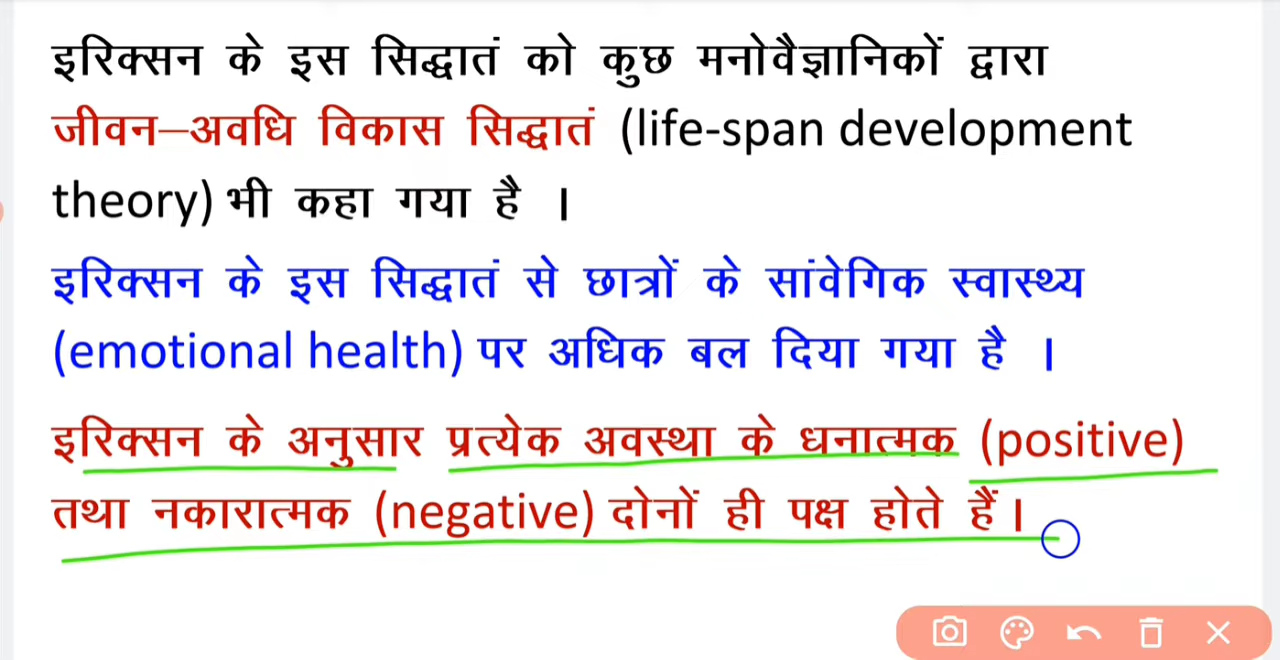 इरिक्सन के इस सिद्धातं को कुछ मनोवैज्ञानिकों द्वारा
जीवन–अवधि विकास सिद्धातं (life-span development
theory) भी कहा गया है ।
इरिक्सन के इस सिद्धातं से छात्रों के सांवेगिक स्वास्थ्य
(emotional health) पर अधिक बल दिया गया है ।
इरिक्सन के अनुसार प्रत्येक अवस्था के धनात्मक (positive)
तथा नकारात्मक (negative) दोनों ही पक्ष होते हैं।